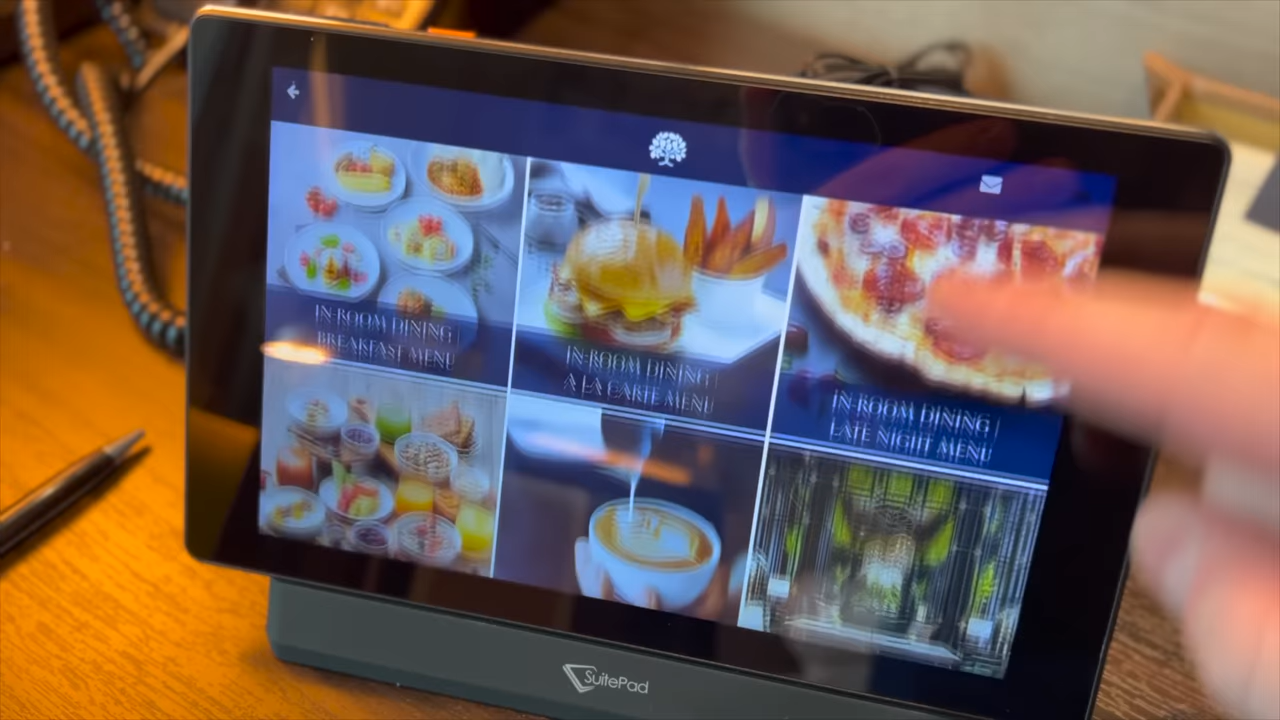 IN-ROOM DINING
BREAKFAST MENU
IN-ROOM DINING
A LA CARTE MENU
IN-ROOM DINING
LATE NIGHT MENU
SuitePad